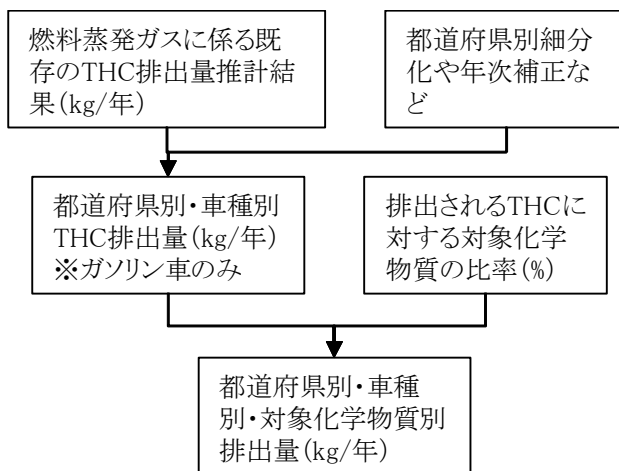 燃料蒸発ガスに係る既
存のTHC排出量推計結
果(kg/年)
都道府県別細分
化や年次補正な
ど
都道府県別・車種別
THC排出量(kg/年)
※ガソリン車のみ
排出されるTHCに
対する対象化学
物質の比率(%)
都道府県別・車種
別・対象化学物質別
排出量(kg/年)